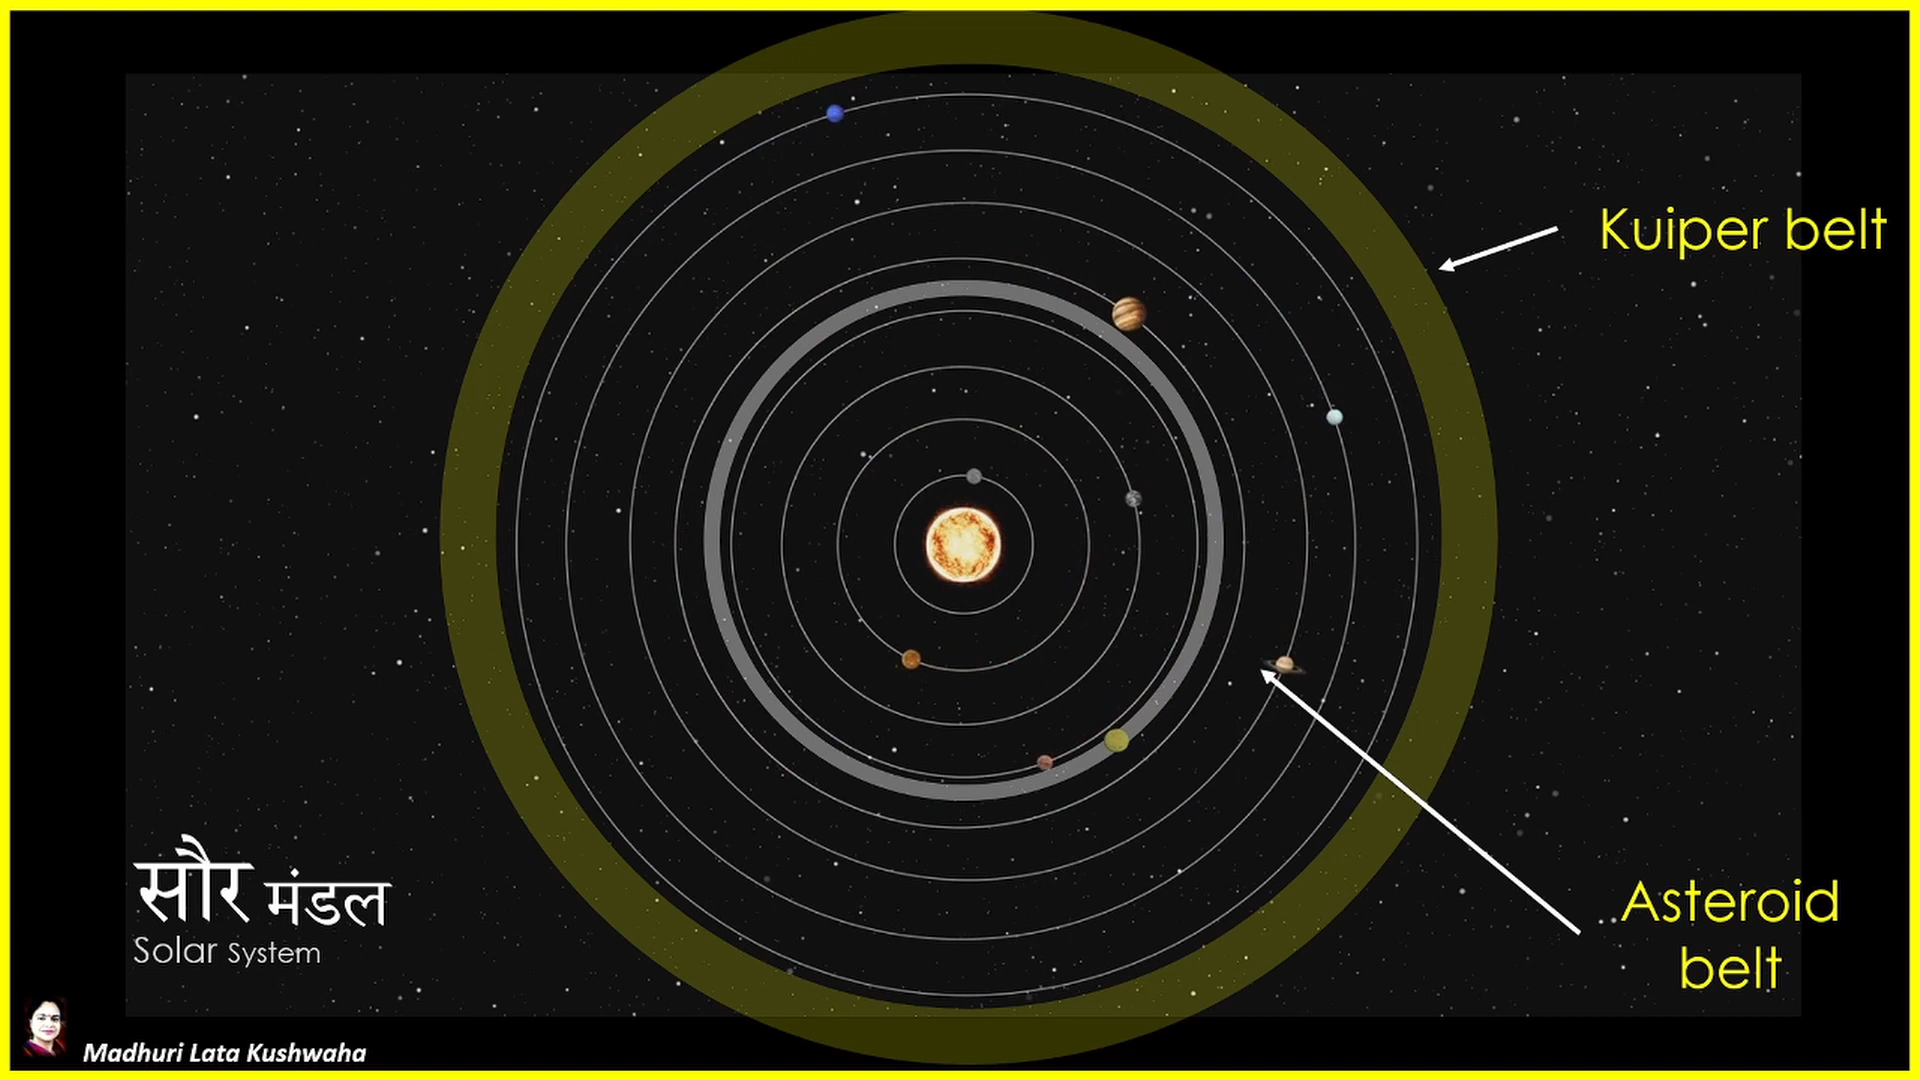 Kuiper belt
Asteroid
belt
सौर मंडल
Solar System
Madhuri Lata Kushwaha